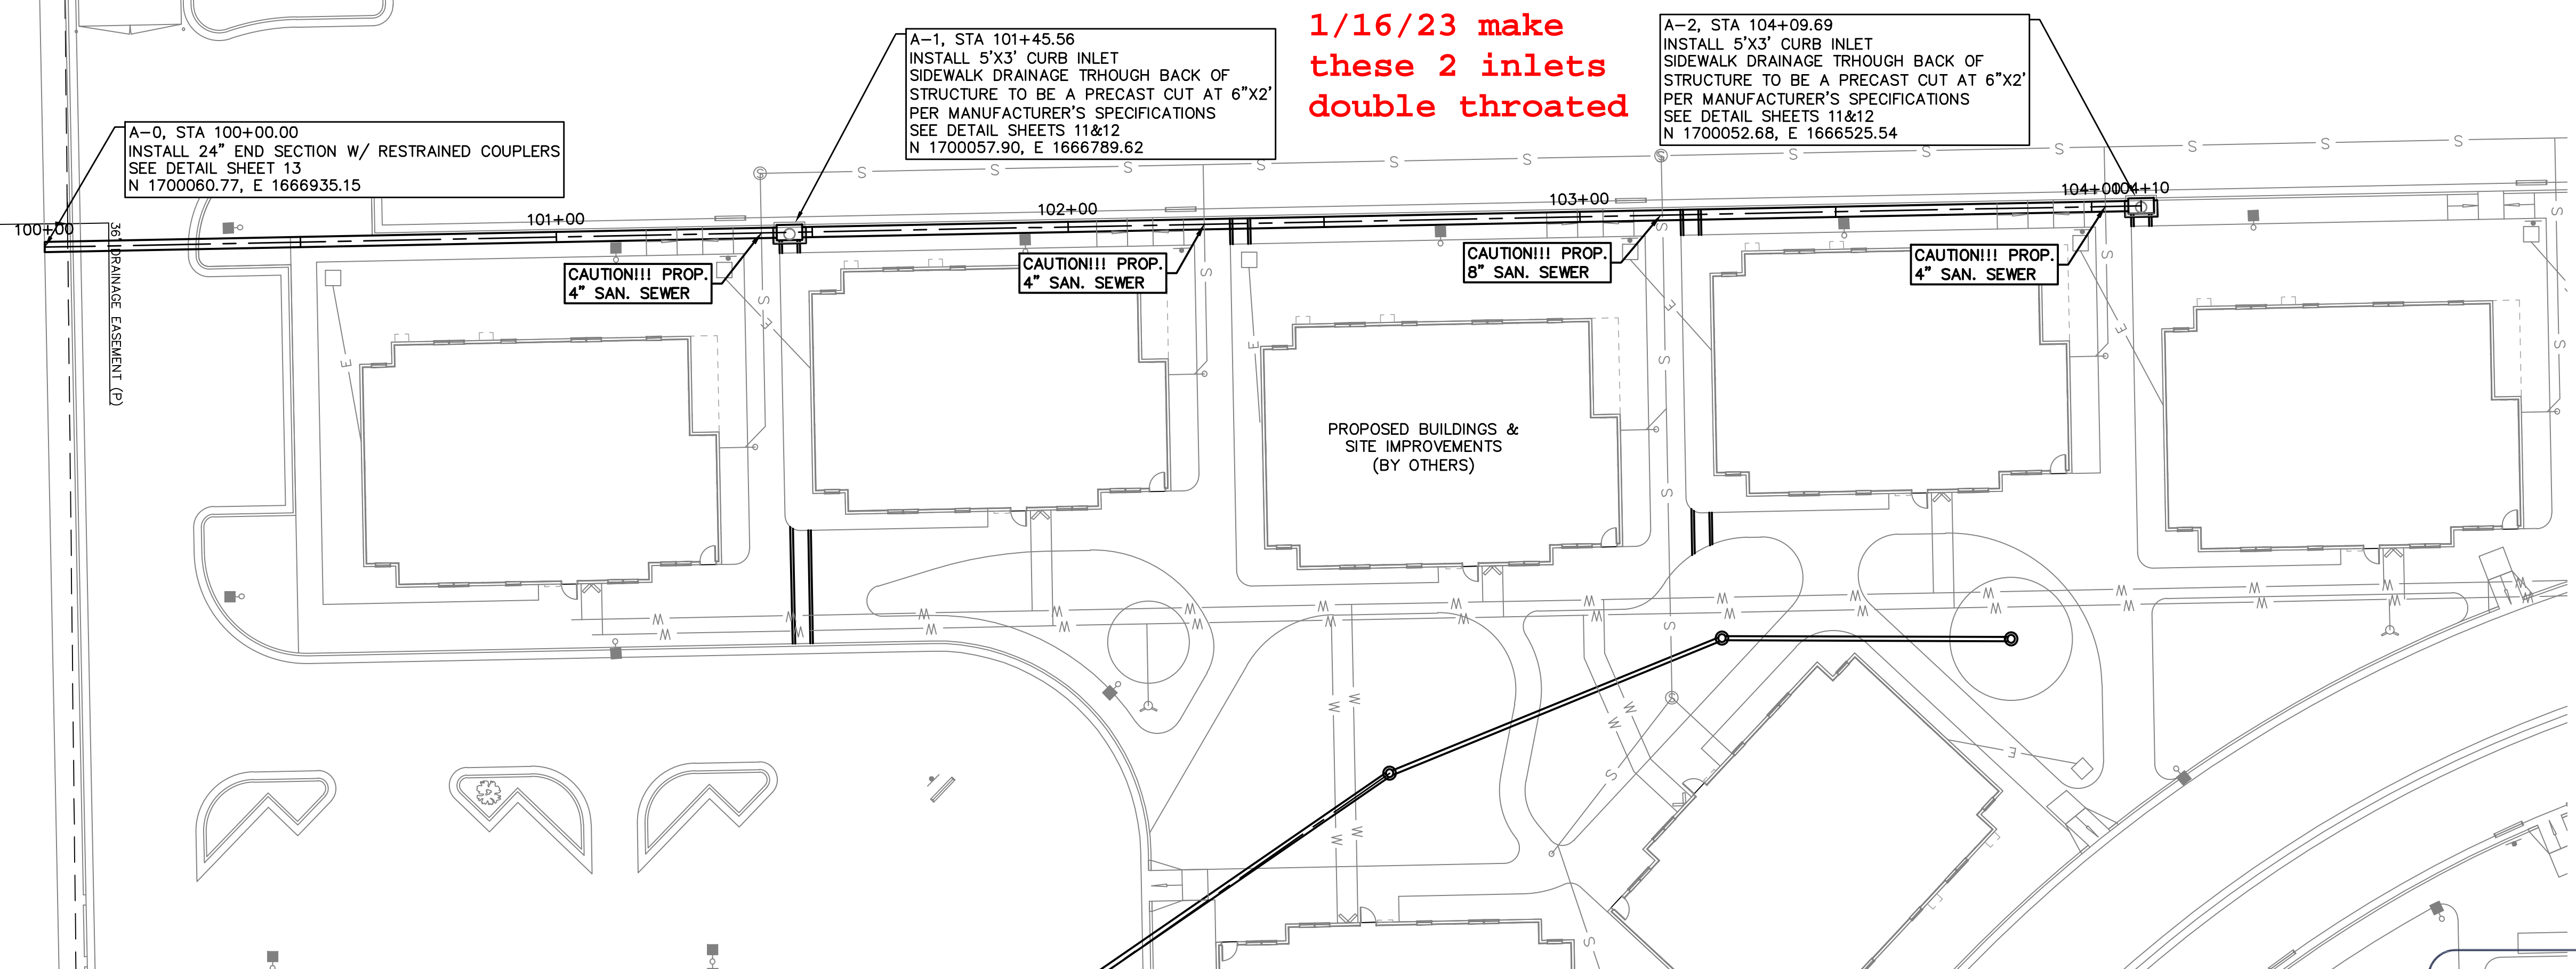 1/16/23 make
these 2 inlets
double throated
A-0, STA 100+00.00
INSTALL 24" END SECTION W/ RESTRAINED COUPLERS
SEE DETAIL SHEET 13
N 1700060.77, E 1666935.15
A-1, STA 101+45.56
INSTALL 5'X3' CURB INLET
SIDEWALK DRAINAGE TRHOUGH BACK OF
STRUCTURE TO BE A PRECAST CUT AT 6"X2'
PER MANUFACTURER'S SPECIFICATIONS
SEE DETAIL SHEETS 11&12
N 1700057.90, E 1666789.62
A-2, STA 104+09.69
INSTALL 5'X3' CURB INLET
SIDEWALK DRAINAGE TRHOUGH BACK OF
STRUCTURE TO BE A PRECAST CUT AT 6"X2'
PER MANUFACTURER'S SPECIFICATIONS
SEE DETAIL SHEETS 11&12
N 1700052.68, E 1666525.54
100+00
101+00
102+00
103+00
104+00
104+10
36' DRAINAGE EASEMENT (P)
CAUTION!!! PROP.
4" SAN. SEWER
CAUTION!!! PROP.
4" SAN. SEWER
CAUTION!!! PROP.
8" SAN. SEWER
CAUTION!!! PROP.
4" SAN. SEWER
PROPOSED BUILDINGS &
SITE IMPROVEMENTS
(BY OTHERS)